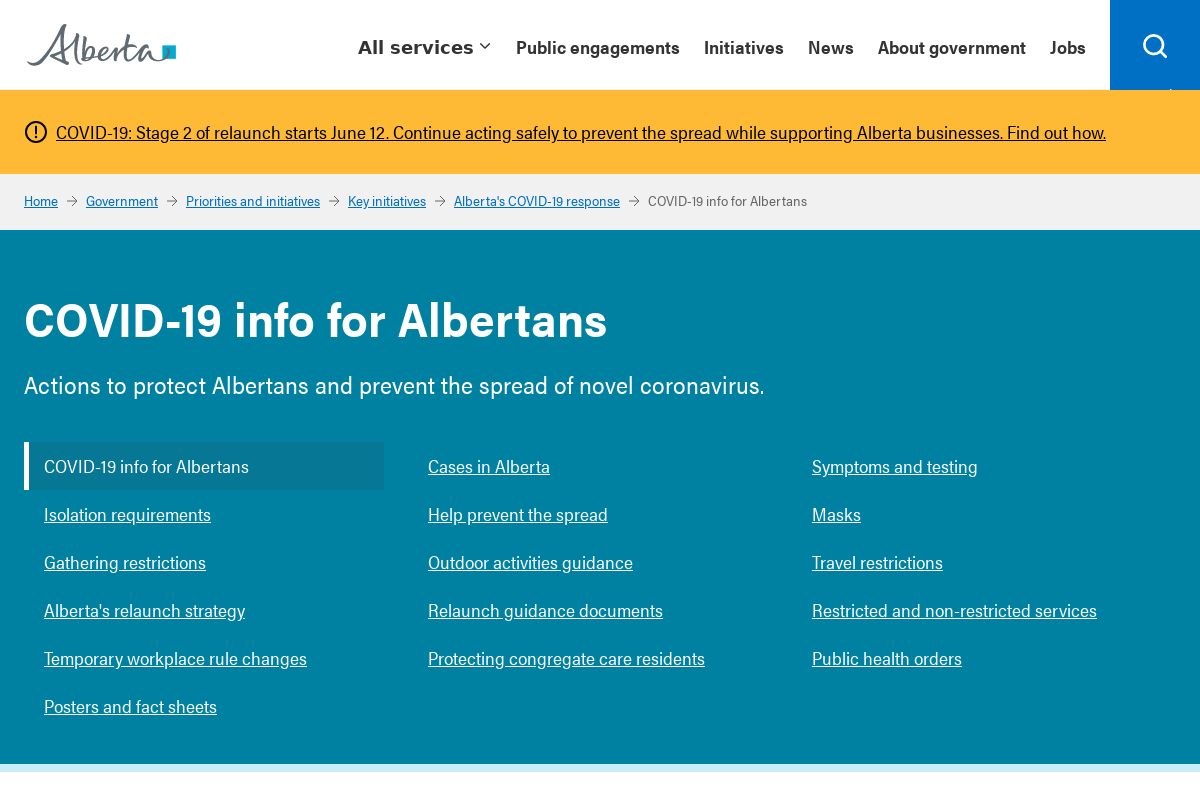 Alberta
All services Public engagements Initiatives News About government Jobs
COVID-19: Stage 2 of relaunch starts June 12. Continue acting safely to prevent the spread while supporting Alberta businesses. Find out how.
Home → Government → Priorities and initiatives → Key initiatives → Alberta's COVID-19 response → COVID-19 info for Albertans
COVID-19 info for Albertans
Actions to protect Albertans and prevent the spread of novel coronavirus.
COVID-19 info for Albertans Cases in Alberta Symptoms and testing
Isolation requirements Help prevent the spread Masks
Gathering restrictions Outdoor activities guidance Travel restrictions
Alberta's relaunch strategy Relaunch guidance documents Restricted and non-restricted services
Temporary workplace rule changes Protecting congregate care residents Public health orders
Posters and fact sheets